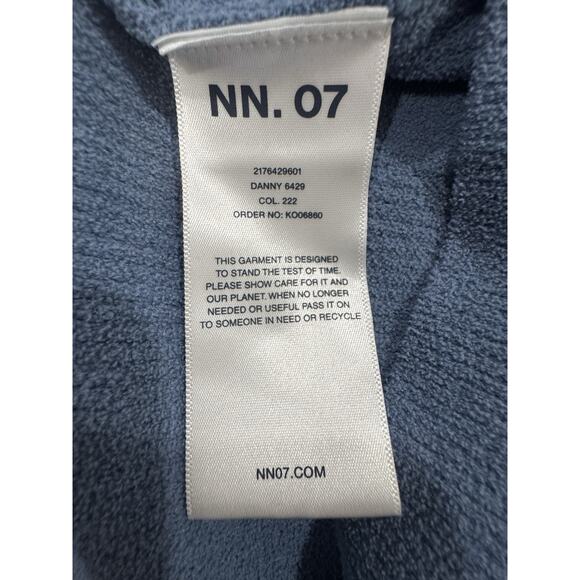 NN. 07
2176429601
DANNY 6429
COL. 222
ORDER NO: KO06860
THIS GARMENT IS DESIGNED
TO STAND THE TEST OF TIME.
PLEASE SHOW CARE FOR IT AND
OUR PLANET. WHEN NO LONGER
NEEDED OR USEFUL PASS IT ON
TO SOMEONE IN NEED OR RECYCLE
NN07.COM